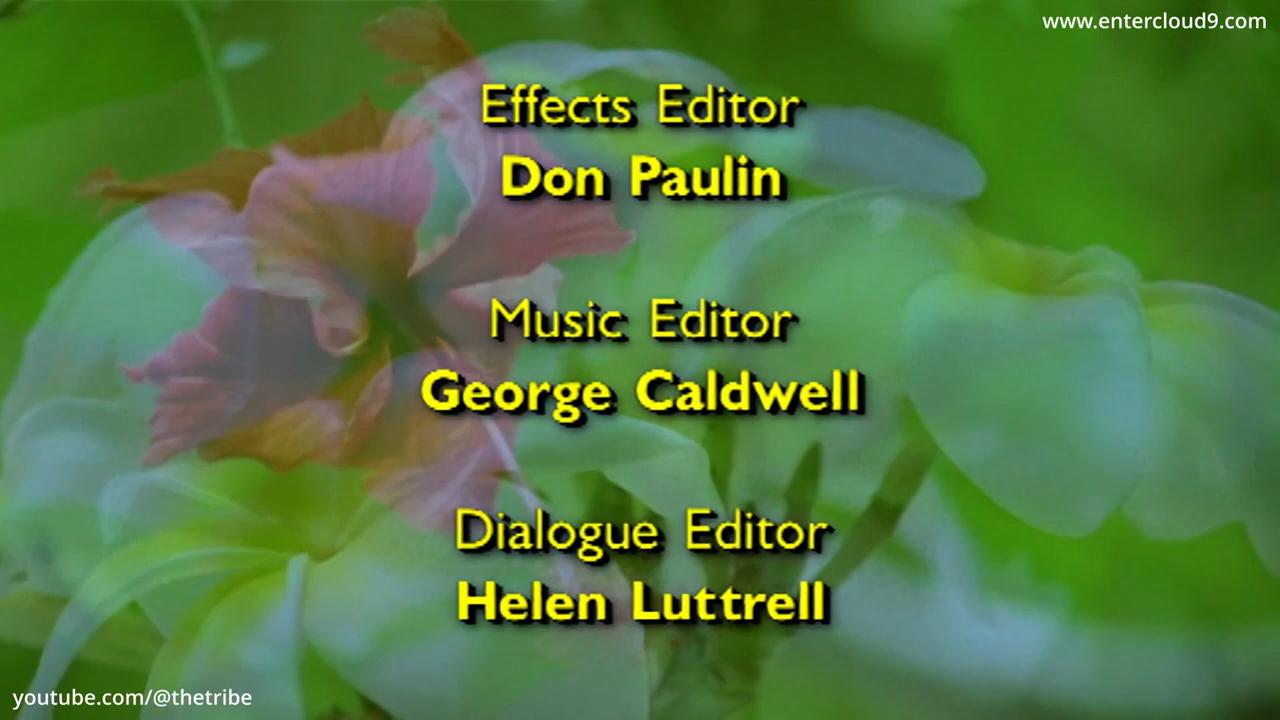 www.entercloud9.com
Effects Editor
Don Paulin
Music Editor
George Caldwell
Dialogue Editor
Helen Luttrell
youtube.com/@thetribe